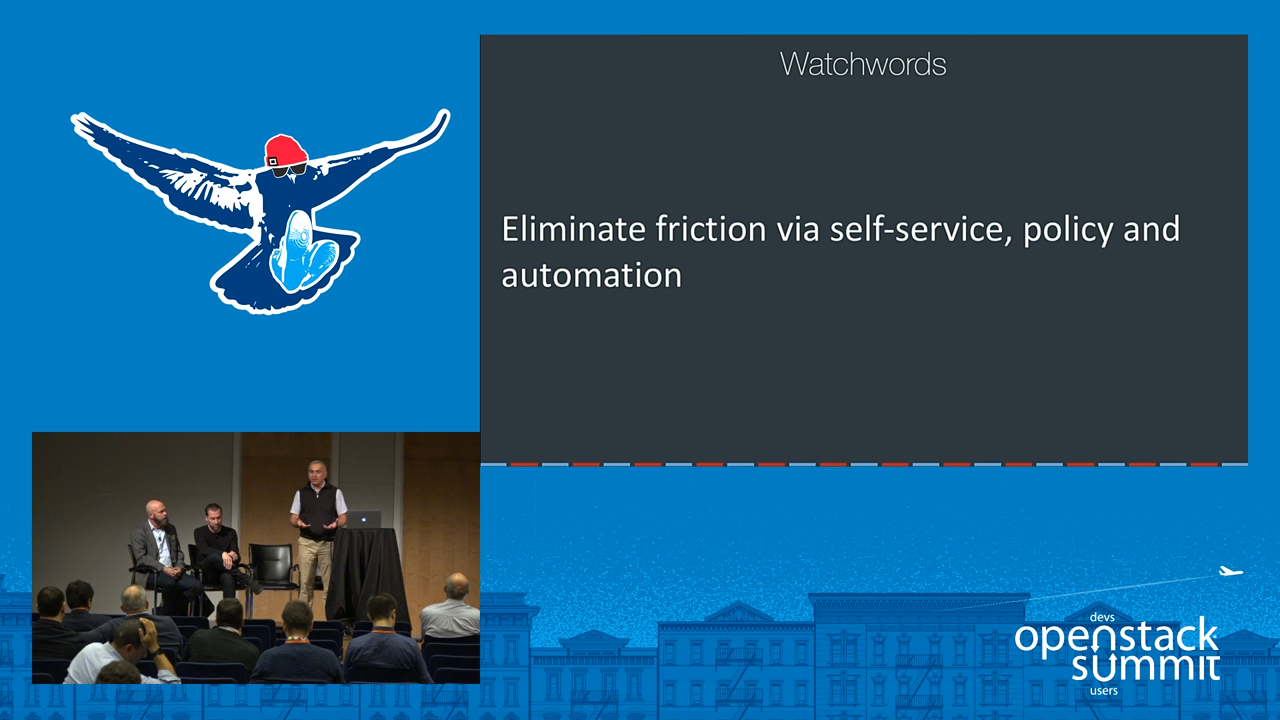 Watchwords
Eliminate friction via self-service, policy and
automation
devs
openstack
summit
users